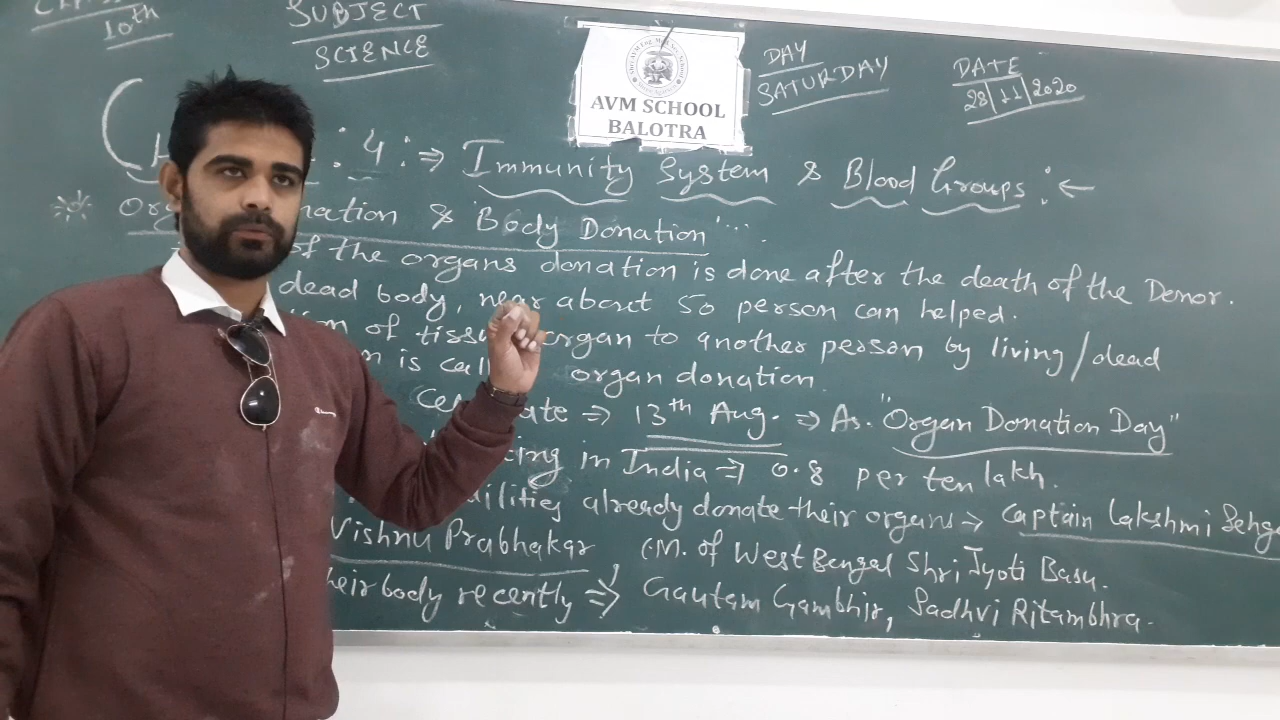 10th
SUBJECT
SCIENCE
AVM SCHOOL
BALOTRA
DAY
SATURDAY
DATE
28/11/2020
4 :⇒ Immunity System & Blood Groups :←
nation & "Body Donation"....
of the organs donation is done after the death of the Donor.
dead body, near about 50 person can helped.
of organ to another person by living/dead
is organ donation.
⇒ 13th Aug. ⇒ As. "Organ Donation Day"
in India ⇒ 0.8 per ten lakh.
already donate their organs → Captain Lakshmi
Vishnu Prabhakar C.M. of West Bengal Shri Jyoti Basu.
body recently ⇒ Gautam Gambhir, Sadhvi Ritambhra.